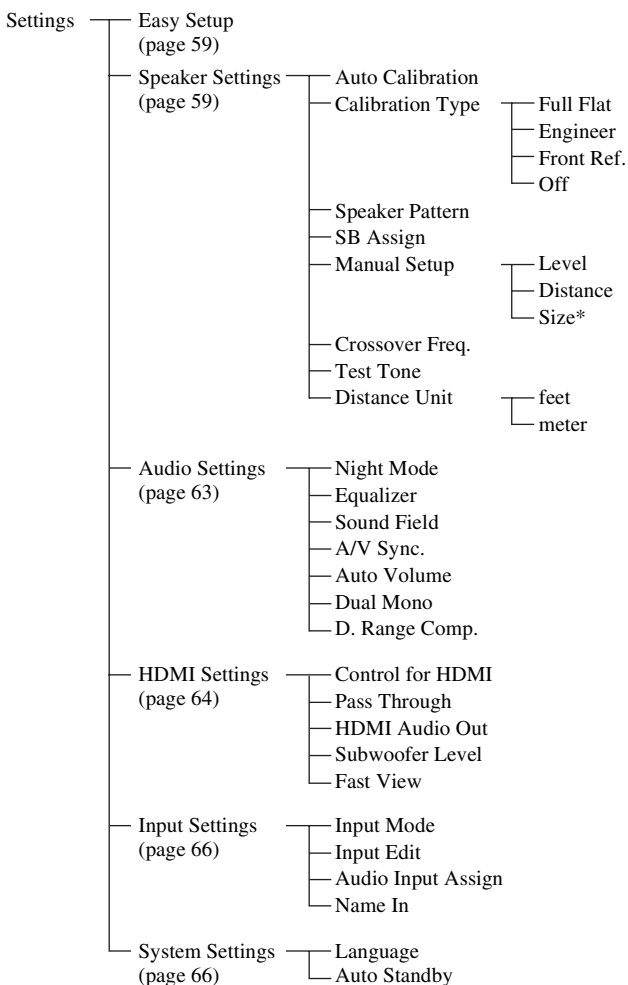 Settings
Easy Setup
(page 59)
Speaker Settings
(page 59)
Auto Calibration
Calibration Type
Full Flat
Engineer
Front Ref.
Off
Speaker Pattern
SB Assign
Manual Setup
Level
Distance
Size*
Crossover Freq.
Test Tone
Distance Unit
feet
meter
Audio Settings
(page 63)
Night Mode
Equalizer
Sound Field
A/V Sync.
Auto Volume
Dual Mono
D. Range Comp.
HDMI Settings
(page 64)
Control for HDMI
Pass Through
HDMI Audio Out
Subwoofer Level
Fast View
Input Settings
(page 66)
Input Mode
Input Edit
Audio Input Assign
Name In
System Settings
(page 66)
Language
Auto Standby